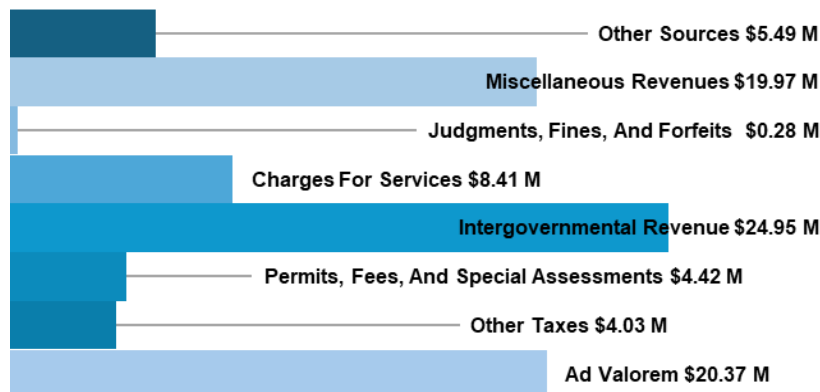 Other Sources $5.49 M
Miscellaneous Revenues $19.97 M
Judgments, Fines, And Forfeits $0.28 M
Charges For Services $8.41 M
Intergovernmental Revenue $24.95 M
Permits, Fees, And Special Assessments $4.42 M
Other Taxes $4.03 M
Ad Valorem $20.37 M